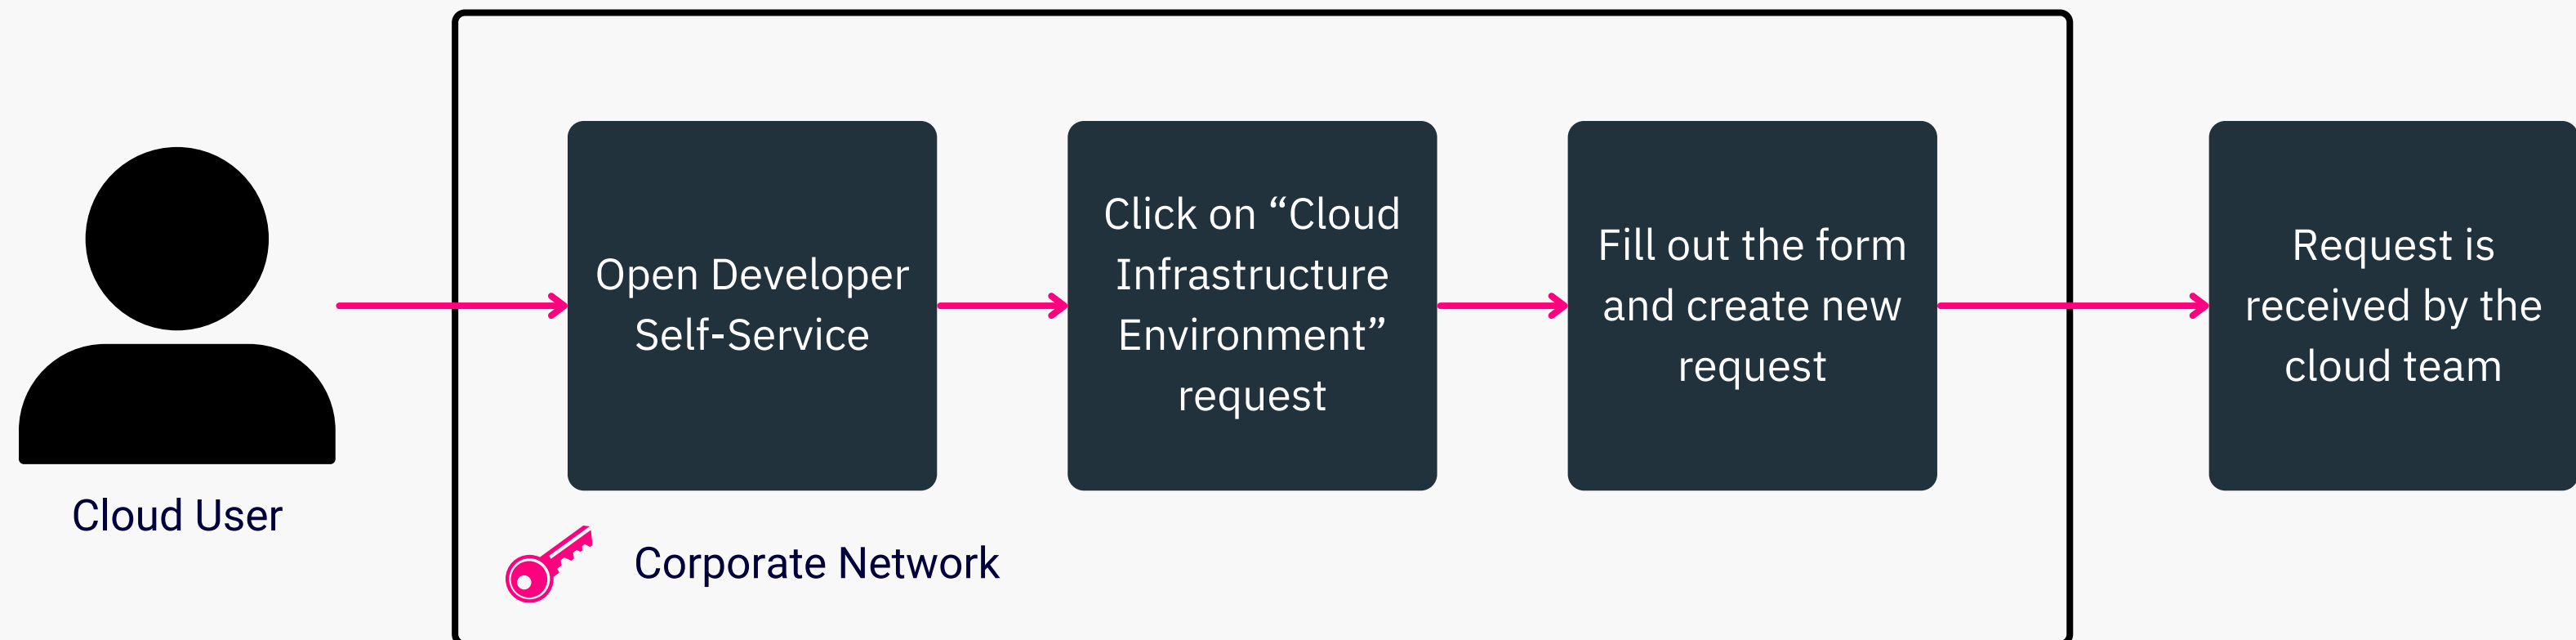 Open Developer
Self-Service
Click on “Cloud
Infrastructure
Environment”
request
Fill out the form
and create new
request
Request is
received by the
cloud team
Cloud User
Corporate Network